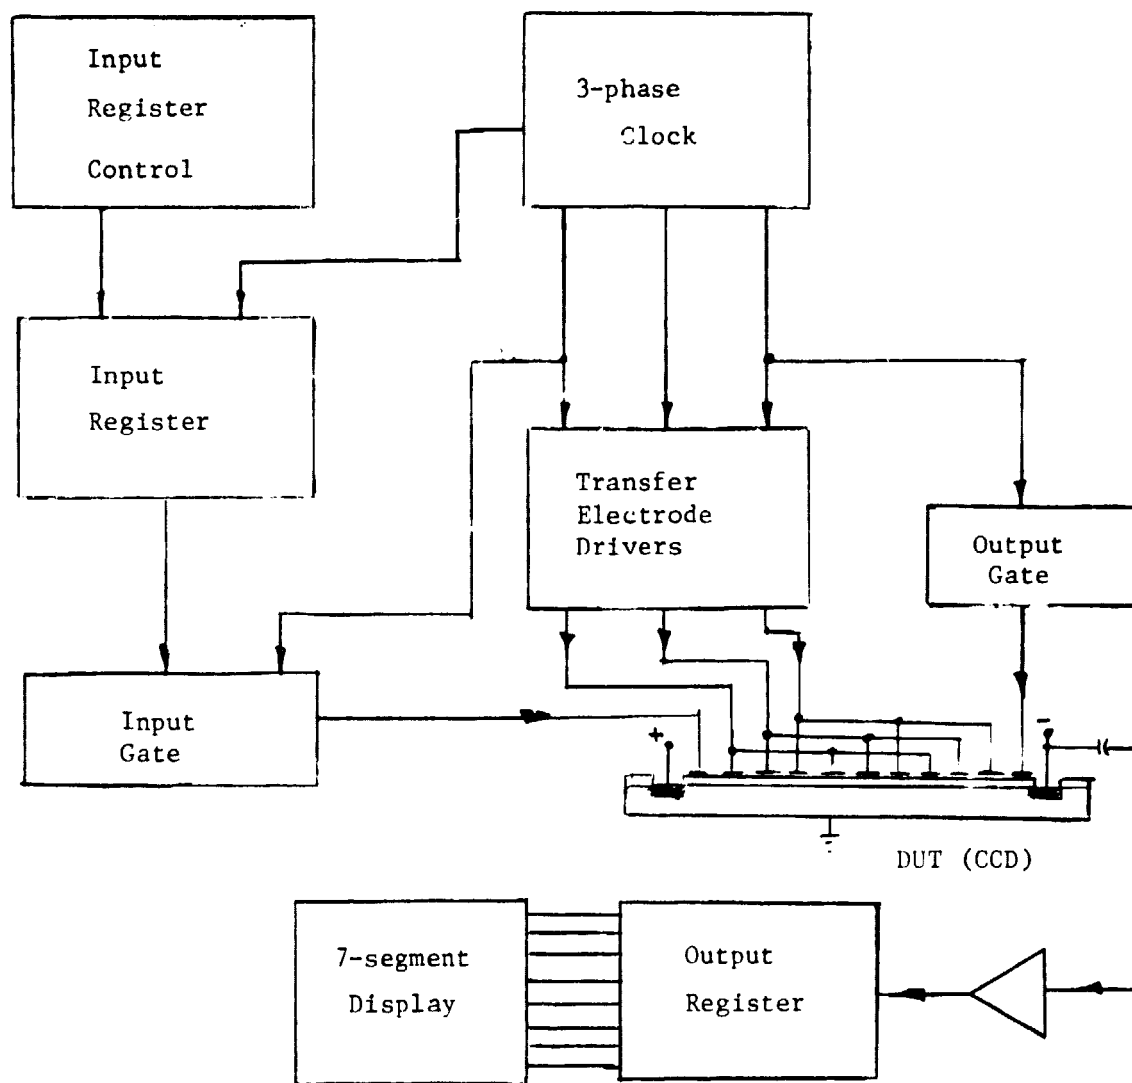 Input
Register
Control
3-phase
Clock
Input
Register
Transfer
Electrode
Drivers
Output
Gate
Input
Gate
+
-
DUT (CCD)
7-segment
Display
Output
Register